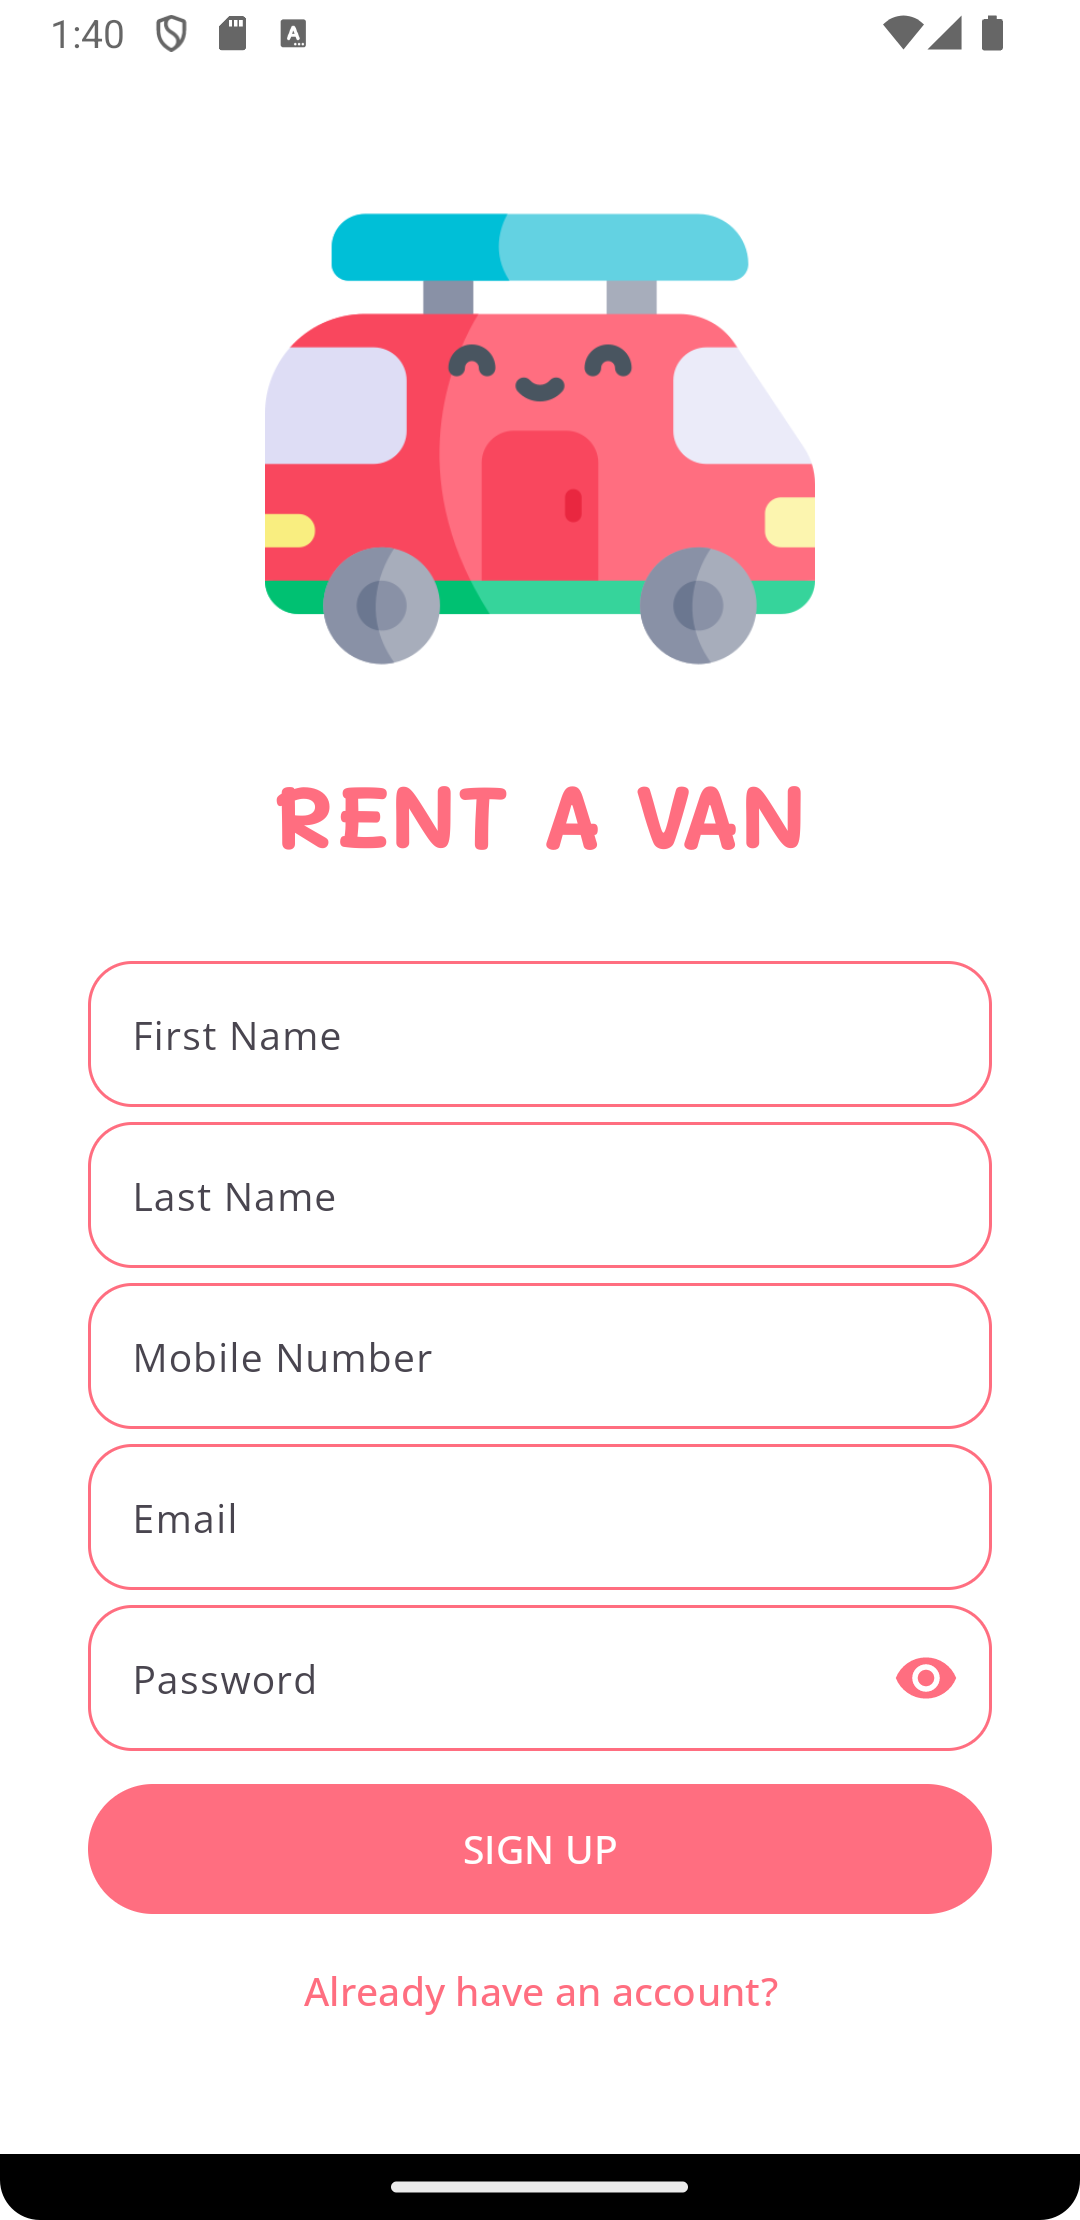 1:40
RENT A VAN
First Name
Last Name
Mobile Number
Email
Password
SIGN UP
Already have an account?